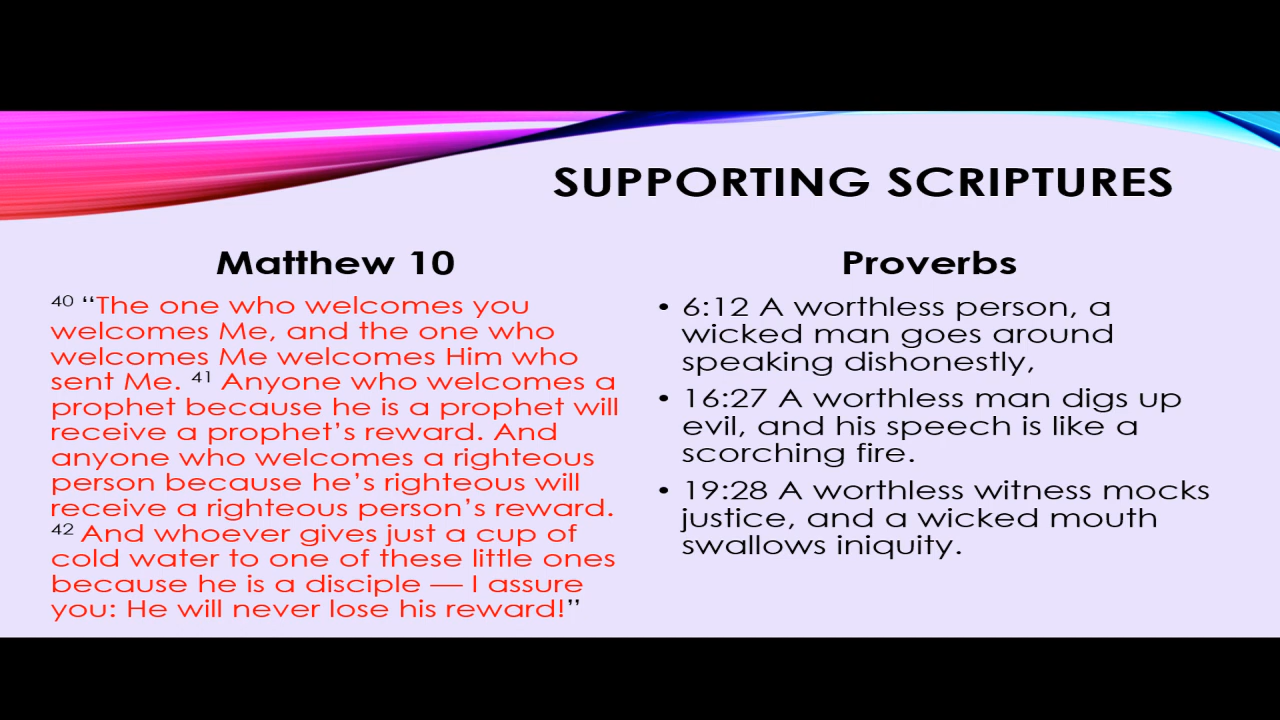 SUPPORTING SCRIPTURES
Matthew 10
40 “The one who welcomes you
welcomes Me, and the one who
welcomes Me welcomes Him who
sent Me. 41 Anyone who welcomes a
prophet because he is a prophet will
receive a prophet’s reward. And
anyone who welcomes a righteous
person because he’s righteous will
receive a righteous person’s reward.
42 And whoever gives just a cup of
cold water to one of these little ones
because he is a disciple — I assure
you: He will never lose his reward!”
Proverbs
• 6:12 A worthless person, a
wicked man goes around
speaking dishonestly,
• 16:27 A worthless man digs up
evil, and his speech is like a
scorching fire.
• 19:28 A worthless witness mocks
justice, and a wicked mouth
swallows iniquity.